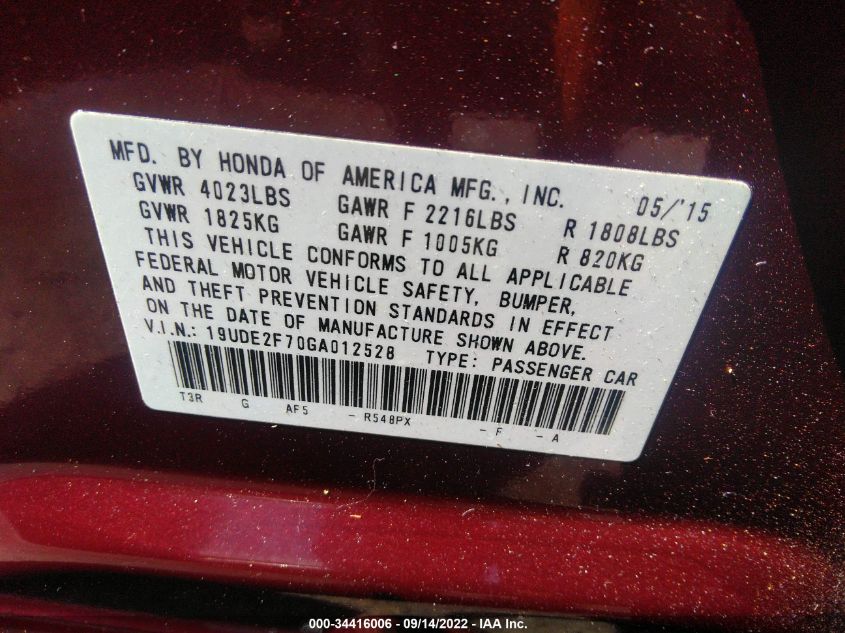 MFD. BY HONDA OF AMERICA MFG., INC. 05/'15
GVWR 4023LBS GAWR F 2216LBS R 1808LBS
GVWR 1825KG GAWR F 1005KG R 820KG
THIS VEHICLE CONFORMS TO ALL APPLICABLE
FEDERAL MOTOR VEHICLE SAFETY, BUMPER,
AND THEFT PREVENTION STANDARDS IN EFFECT
ON THE DATE OF MANUFACTURE SHOWN ABOVE.
V.I.N.: 19UDE2F70GA012528 TYPE: PASSENGER CAR
T3R G AF5 - R548PX - F - A
000-34416006 - 09/14/2022 - IAA Inc.